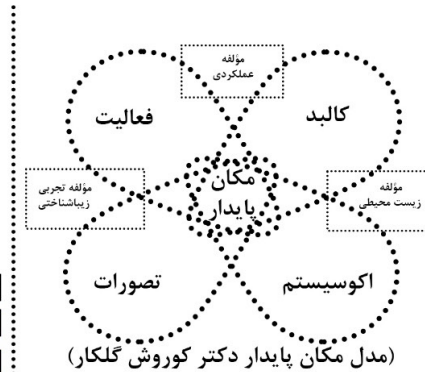 مؤلفه
عملکردی
فعالیت
کالبد
مؤلفه تجربی
زیباشناختی
مکان
پایدار
مؤلفه
زیست محیطی
تصورات
اکوسیستم
(مدل مکان پایدار دکتر کوروش گلکار)